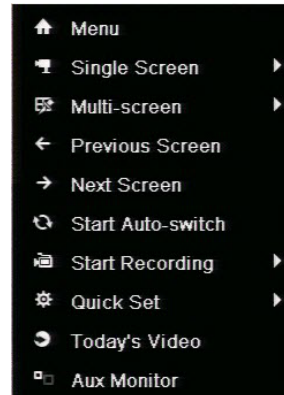 Menu
Single Screen
Multi-screen
Previous Screen
Next Screen
Start Auto-switch
Start Recording
Quick Set
Today's Video
Aux Monitor